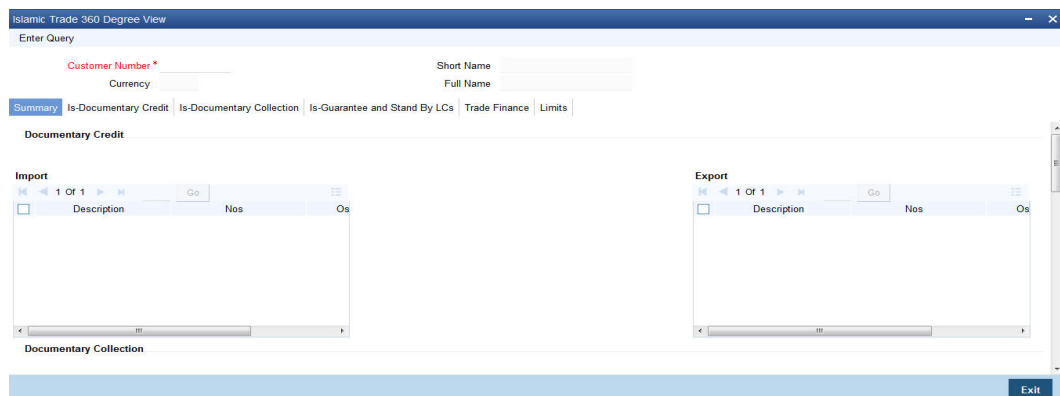 Islamic Trade 360 Degree View
Enter Query
Customer Number *
Short Name
Currency
Full Name
Summary Is-Documentary Credit Is-Documentary Collection Is-Guarantee and Stand By LCs Trade Finance Limits
Documentary Credit
Import
Export
1 Of 1 Go
1 Of 1 Go
Description Nos Os
Description Nos Os
Documentary Collection
Exit